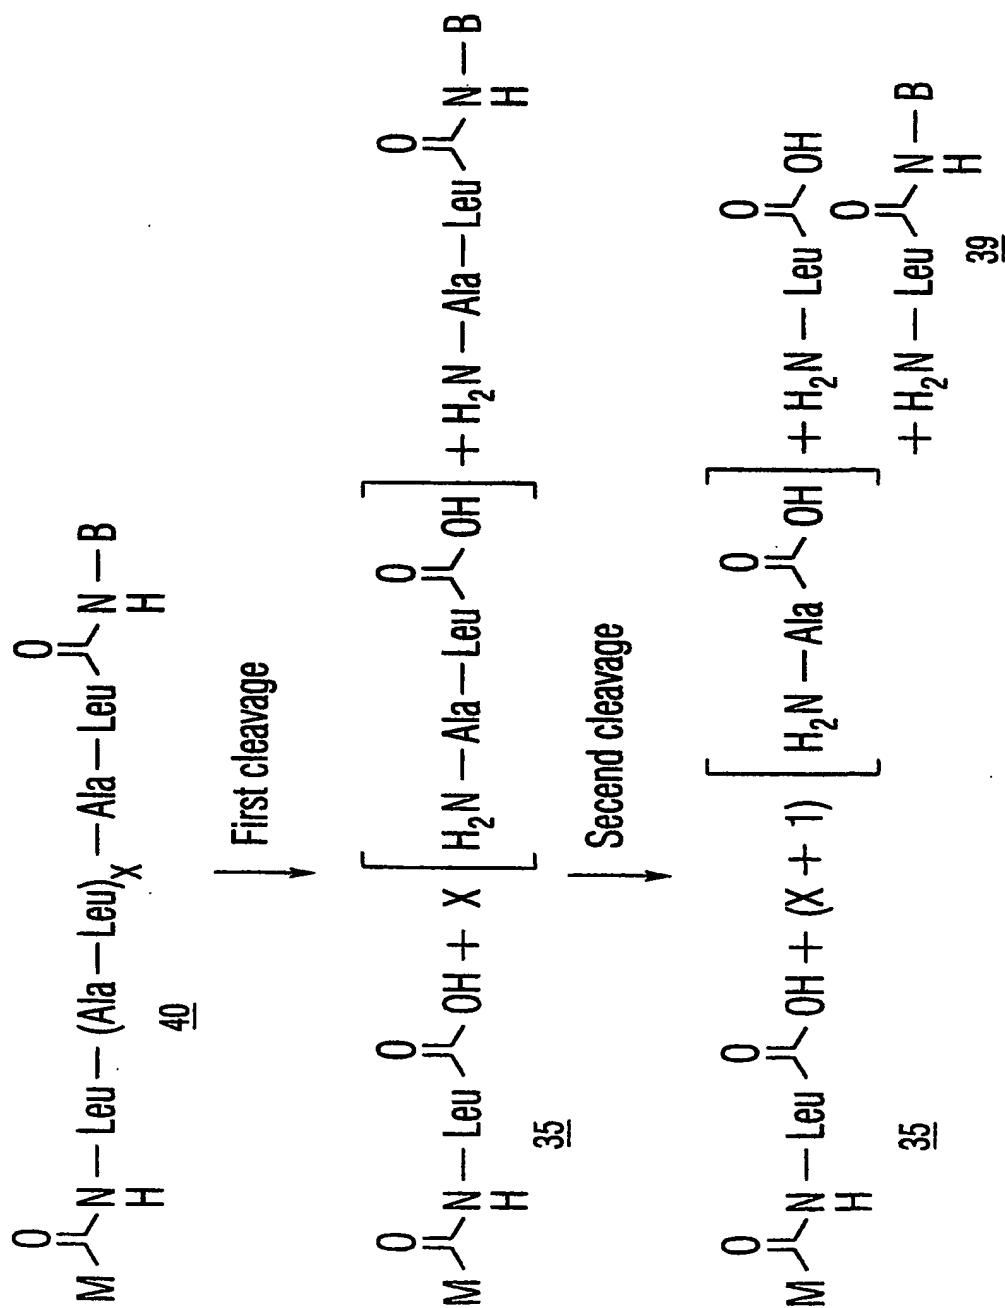 M O N H — Leu — (Ala — Leu)X — Ala — Leu O N H — B
40
First cleavage
M O N H — Leu O OH + X [ H2N — Ala — Leu O OH ] + H2N — Ala — Leu O N H — B
35
Secend cleavage
M O N H — Leu O OH + (X + 1) [ H2N — Ala O OH ] + H2N — Leu O OH
+ H2N — Leu O N H — B
35
39